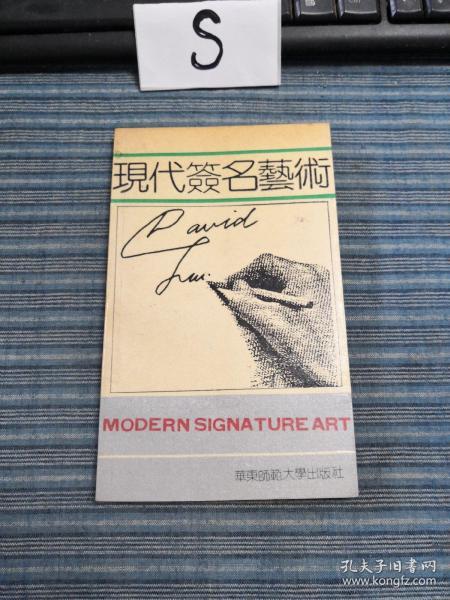 S
現代簽名藝術
David
MODERN SIGNATURE ART
華東師範大學出版社
孔夫子旧书网
www.kongfz.com